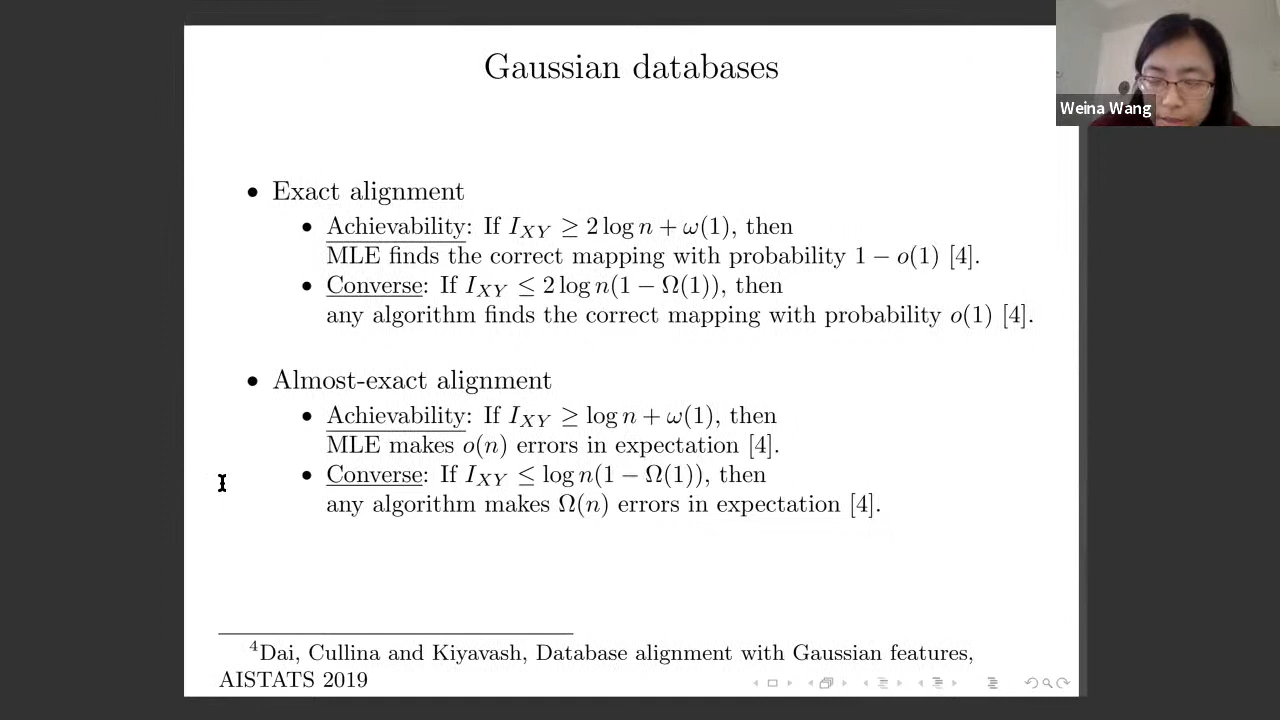 Gaussian databases
Weina Wang
• Exact alignment
• Achievability: If I_{XY} ≥ 2 log n + ω(1), then
MLE finds the correct mapping with probability 1 − o(1) [4].
• Converse: If I_{XY} ≤ 2 log n(1 − Ω(1)), then
any algorithm finds the correct mapping with probability o(1) [4].
• Almost-exact alignment
• Achievability: If I_{XY} ≥ log n + ω(1), then
MLE makes o(n) errors in expectation [4].
• Converse: If I_{XY} ≤ log n(1 − Ω(1)), then
any algorithm makes Ω(n) errors in expectation [4].
⁴Dai, Cullina and Kiyavash, Database alignment with Gaussian features,
AISTATS 2019